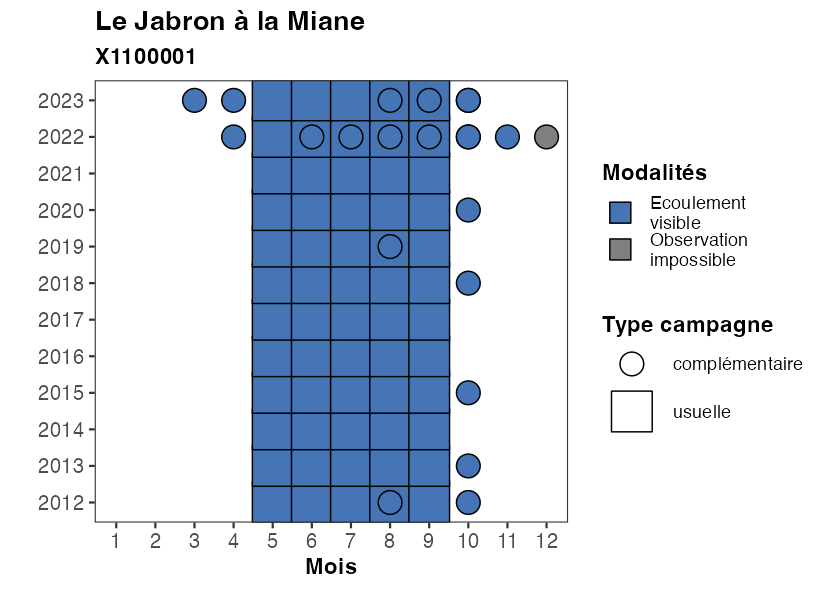 Le Jabron à la Miane
X1100001
2023
2022
2021
2020
2019
2018
2017
2016
2015
2014
2013
2012
1 2 3 4 5 6 7 8 9 10 11 12
Mois
Modalités
Ecoulement
visible
Observation
impossible
Type campagne
complémentaire
usuelle